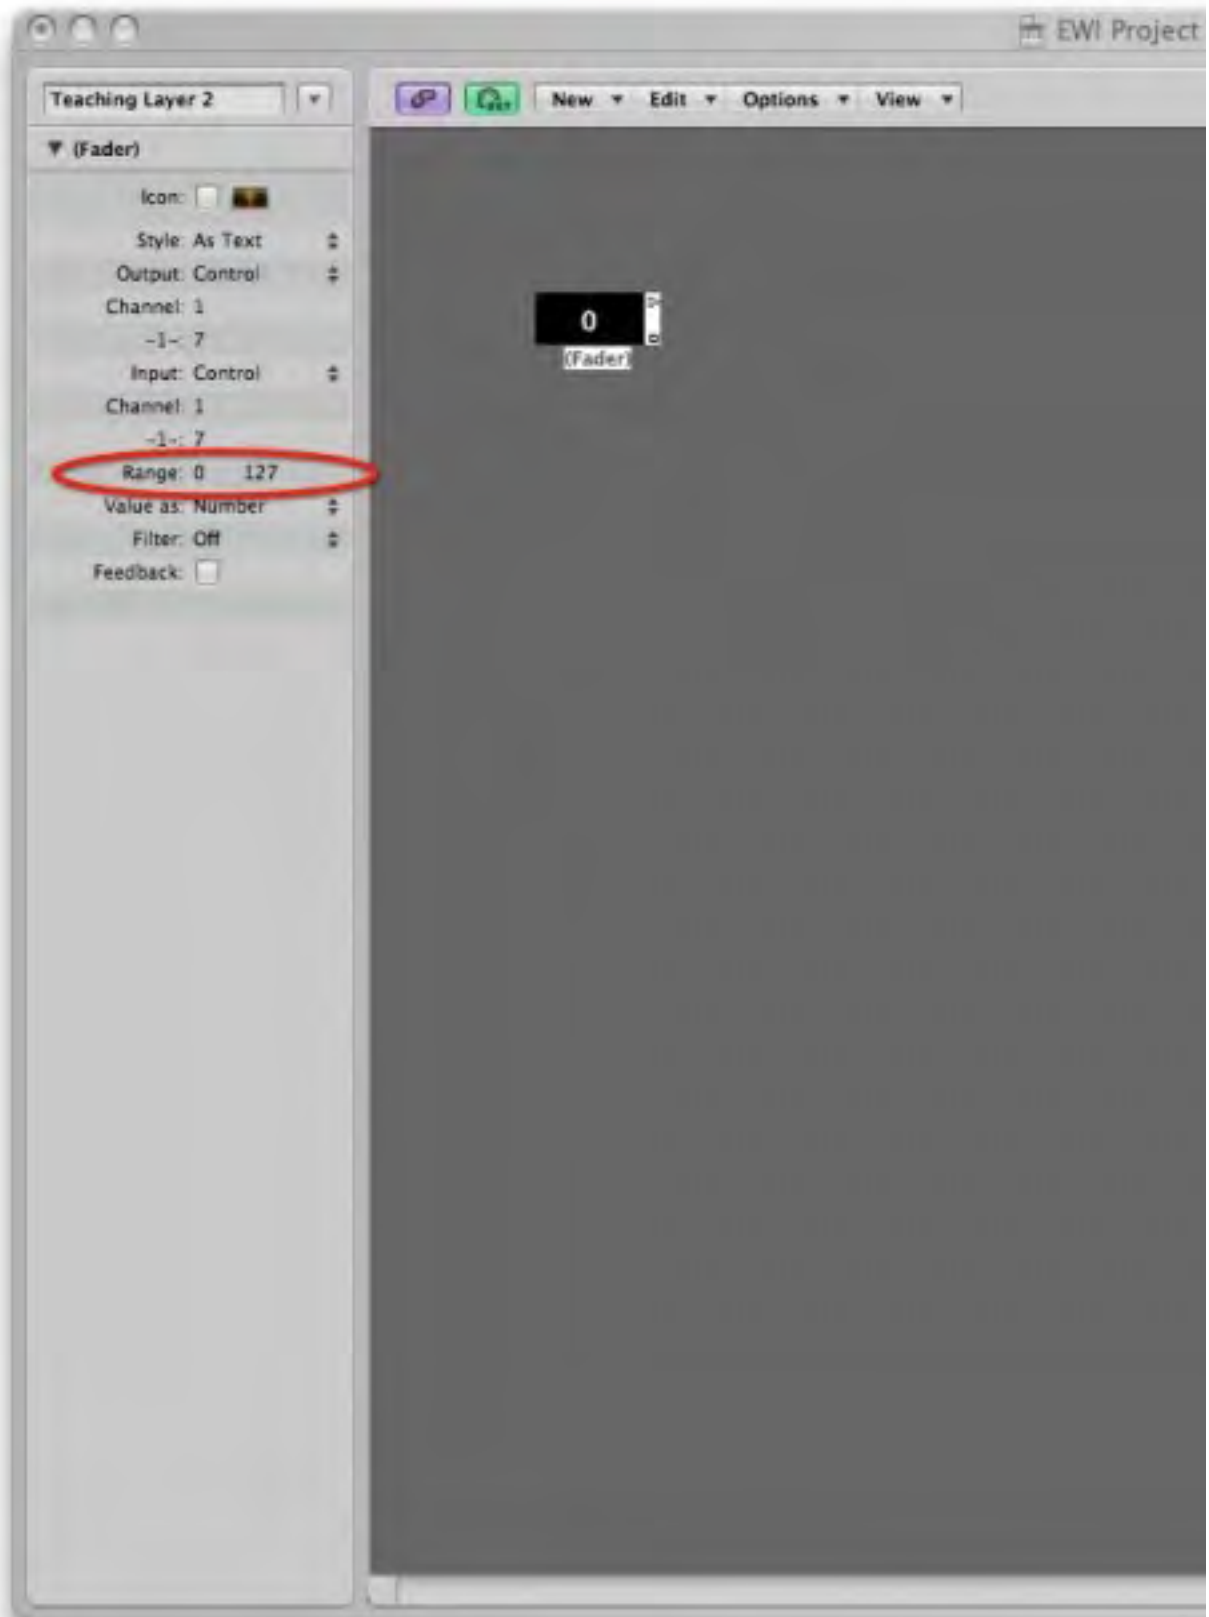 EWI Project
Teaching Layer 2
New Edit Options View
(Fader)
Icon:
Style: As Text
Output: Control
Channel: 1
-1-: 7
Input: Control
Channel: 1
-1-: 7
Range: 0 127
Value as: Number
Filter: Off
Feedback:
0
(Fader)